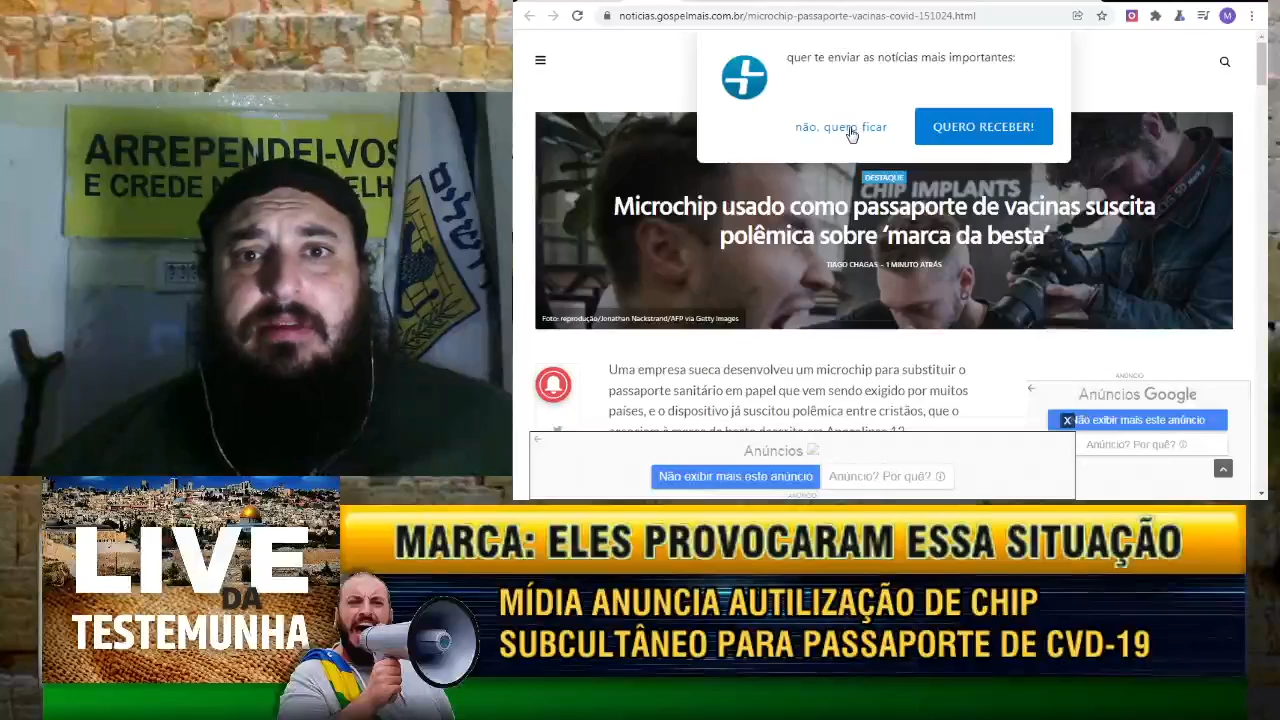 noticias.gospelmais.com.br/microchip-passaporte-vacinas-covid-151024.html
M
quer te enviar as notícias mais importantes:
não, quero ficar
QUERO RECEBER!
DESTAQUE
CHIP IMPLANTS
Microchip usado como passaporte de vacinas suscita
polêmica sobre ‘marca da besta’
TIAGO CHAGAS - 1 MINUTO ATRÁS
Foto: reprodução/Jonathan Nackstrand/AFP via Getty Images
Uma empresa sueca desenvolveu um microchip para substituir o
passaporte sanitário em papel que vem sendo exigido por muitos
países, e o dispositivo já suscitou polêmica entre cristãos, que o
ANÚNCIO
Anúncios Google
X Não exibir mais este anúncio
Anúncio? Por quê?
Anúncios
Não exibir mais este anúncio
Anúncio? Por quê?
ANÚNCIO
ARREPENDEI-VOS
E CREDE
ירושלים
LIVE
DA
TESTEMUNHA
MARCA: ELES PROVOCARAM ESSA SITUAÇÃO
MÍDIA ANUNCIA AUTILIZAÇÃO DE CHIP
SUBCULTÂNEO PARA PASSAPORTE DE CVD-19